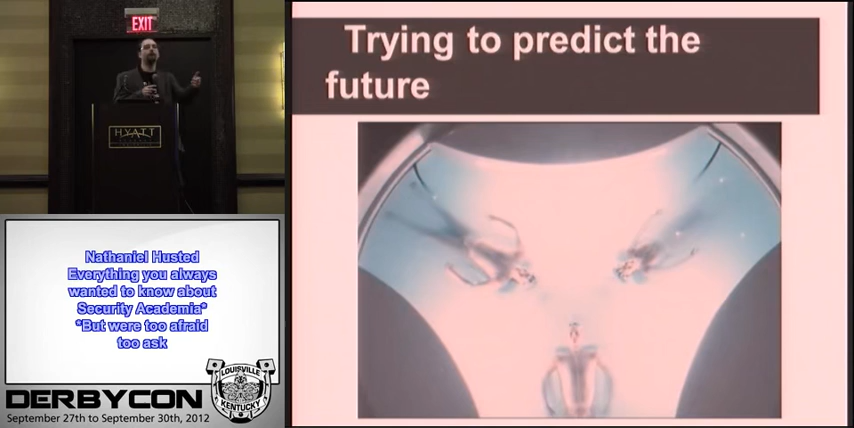 EXIT
HYATT
Trying to predict the
future
Nathaniel Husted
Everything you always
wanted to know about
Security Academia*
*But were too afraid
too ask
LOUISVILLE
KENTUCKY
DERBYCON
September 27th to September 30th, 2012